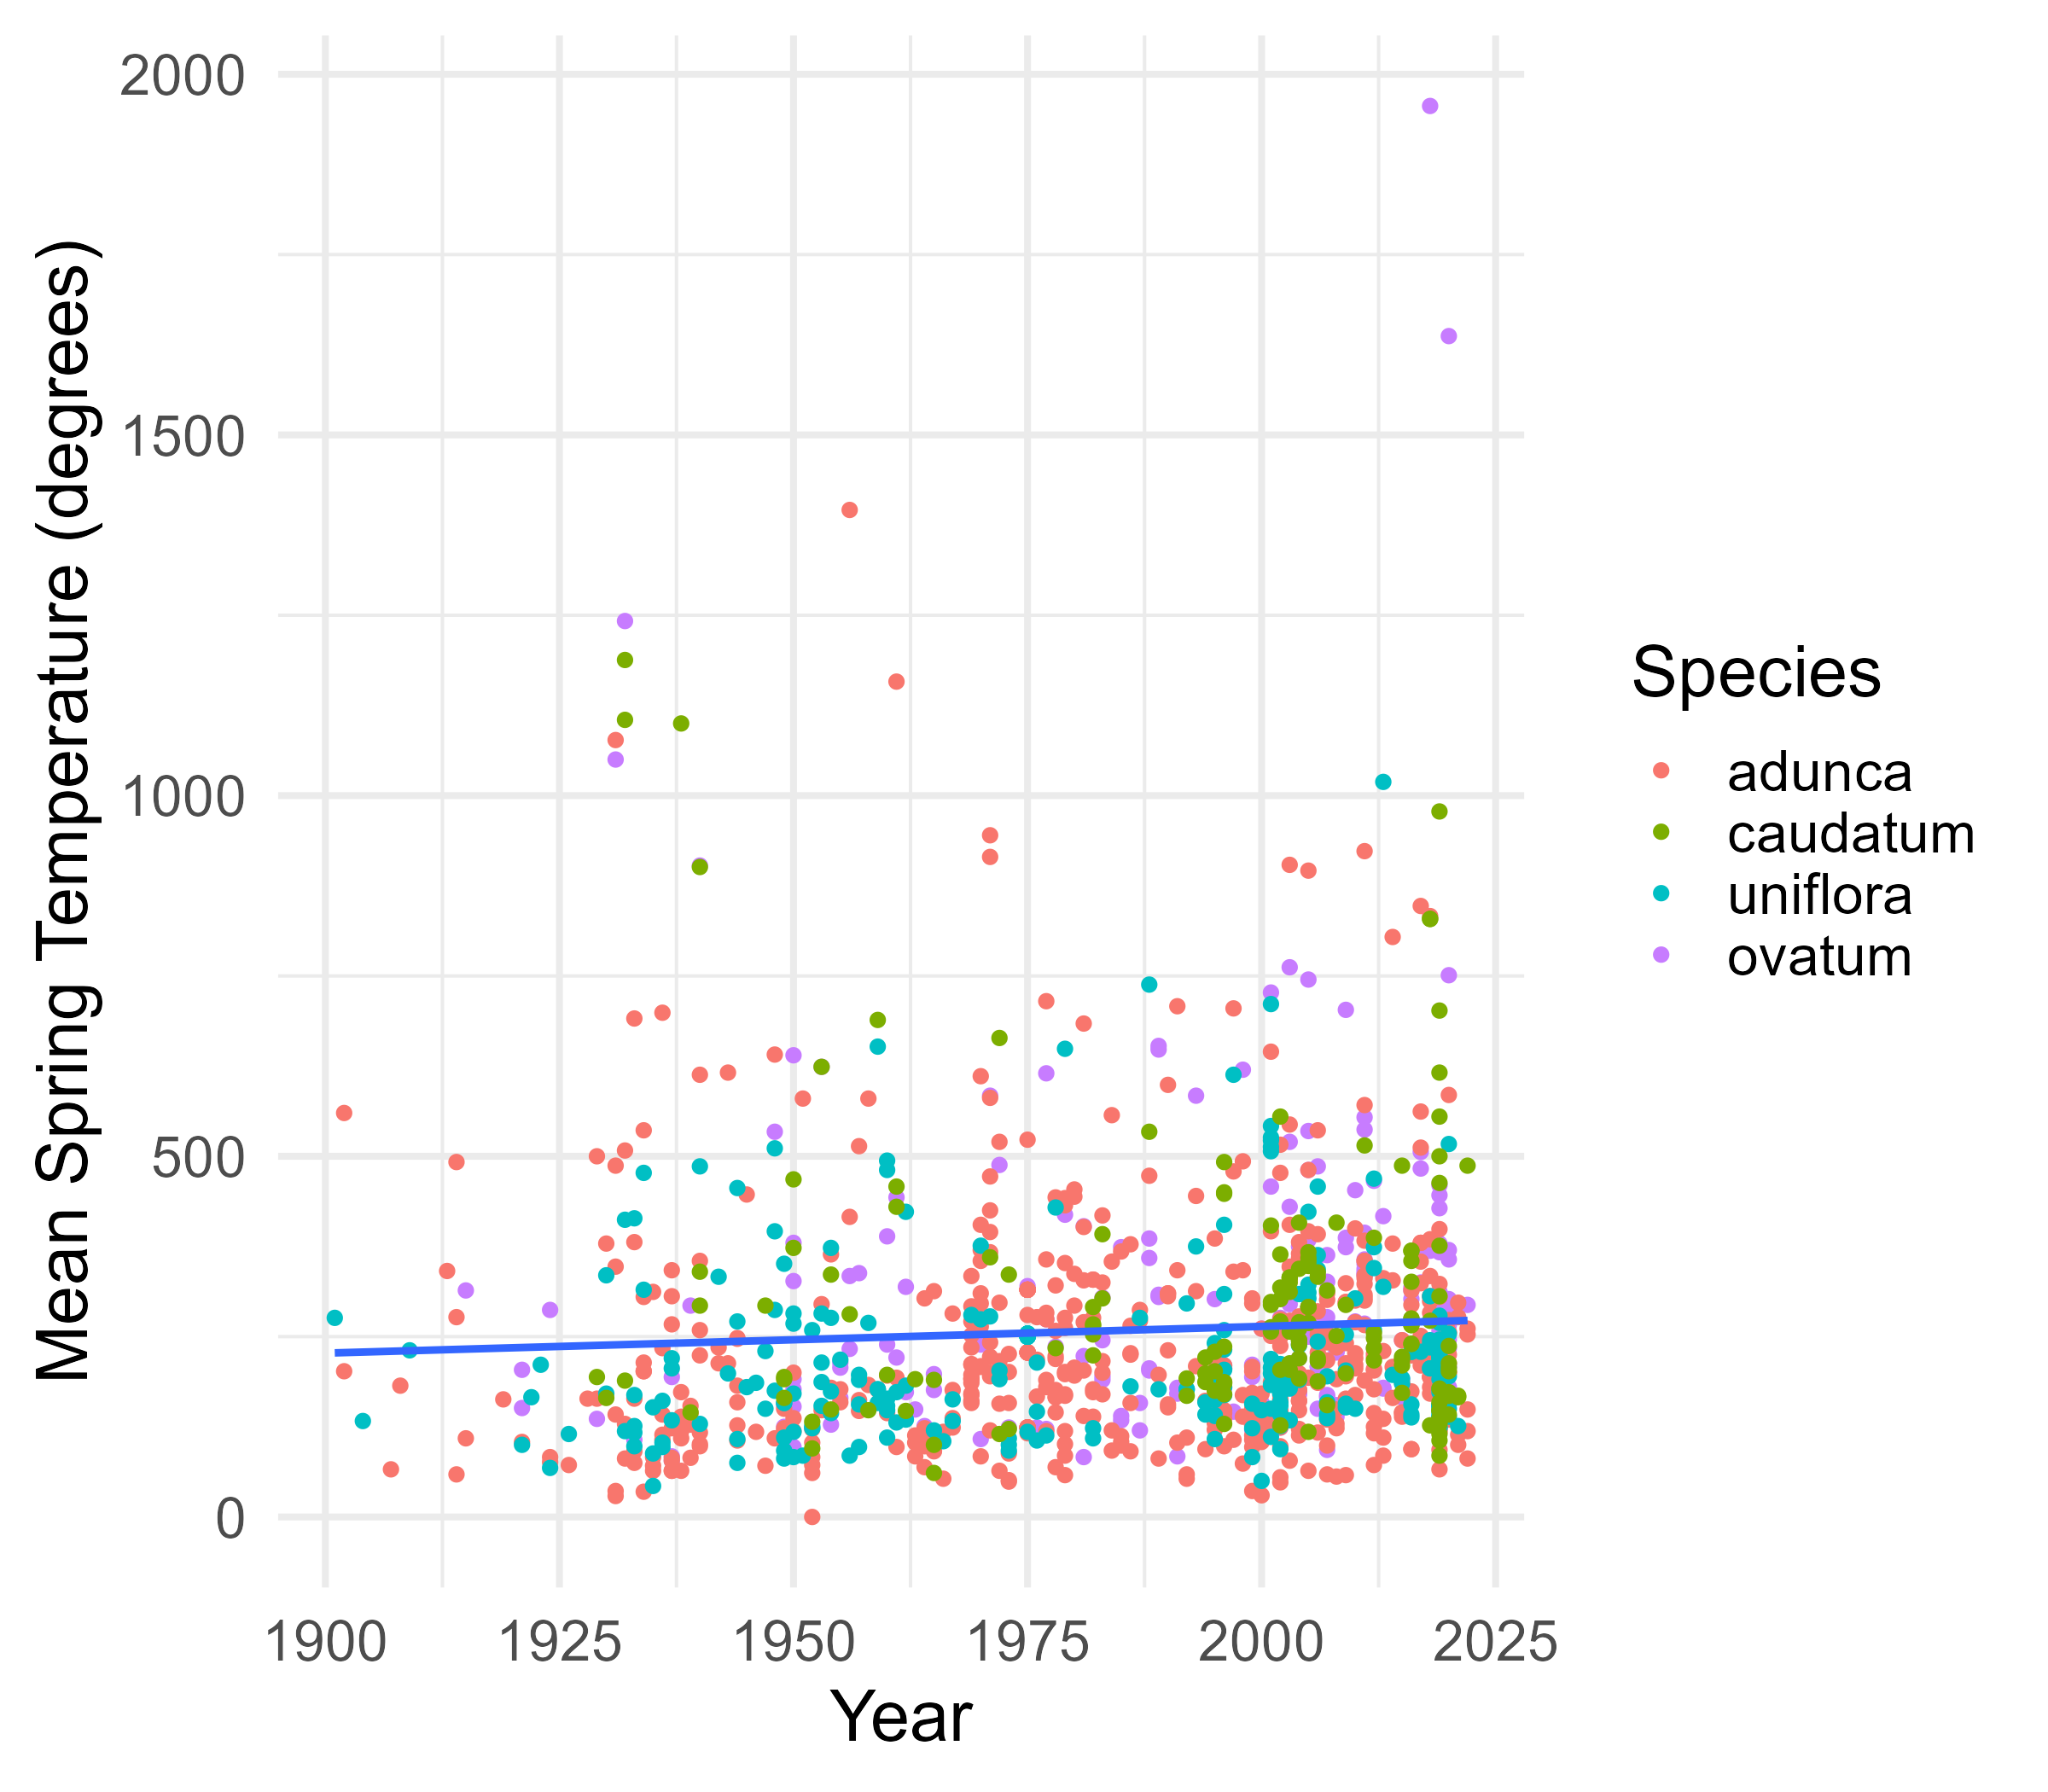 Mean Spring Temperature (degrees)
2000
1500
1000
500
0
1900 1925 1950 1975 2000 2025
Year
Species
adunca
caudatum
uniflora
ovatum